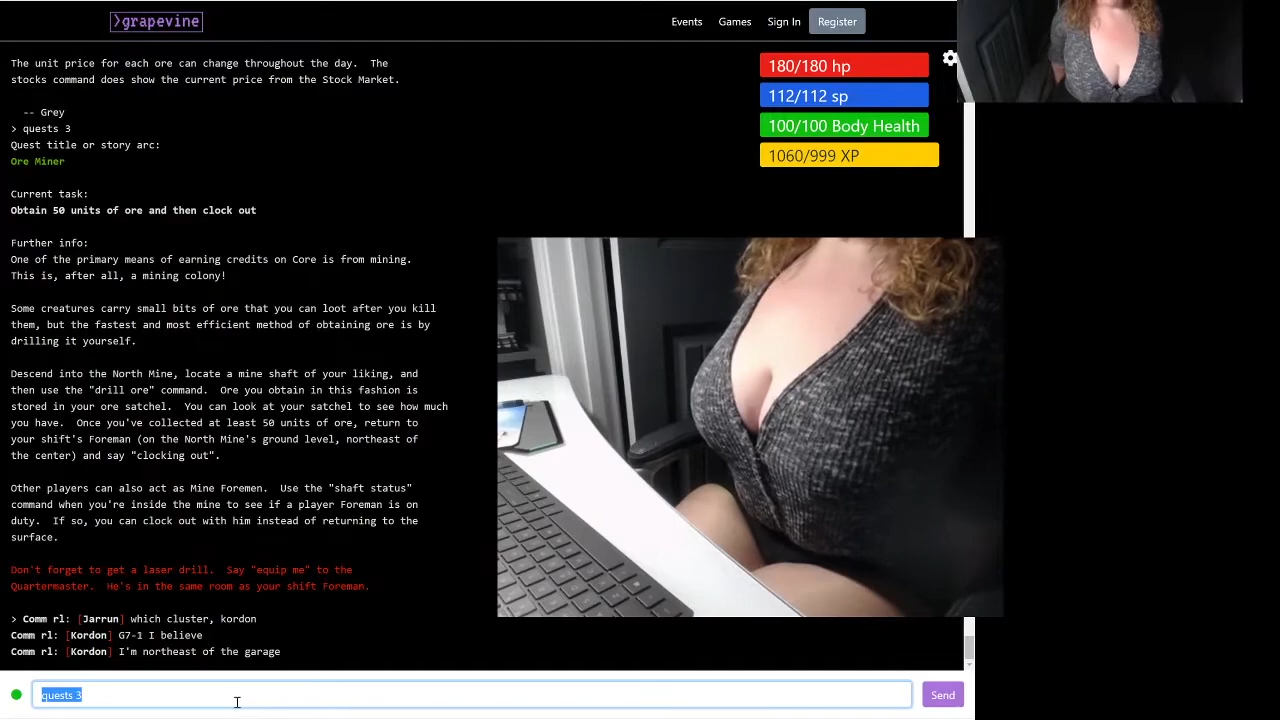 >grapevine
Events Games Sign In Register
The unit price for each ore can change throughout the day. The
stocks command does show the current price from the Stock Market.
-- Grey
> quests 3
Quest title or story arc:
Ore Miner
Current task:
Obtain 50 units of ore and then clock out
Further info:
One of the primary means of earning credits on Core is from mining.
This is, after all, a mining colony!
Some creatures carry small bits of ore that you can loot after you kill
them, but the fastest and most efficient method of obtaining ore is by
drilling it yourself.
Descend into the North Mine, locate a mine shaft of your liking, and
then use the "drill ore" command. Ore you obtain in this fashion is
stored in your ore satchel. You can look at your satchel to see how much
you have. Once you've collected at least 50 units of ore, return to
your shift's Foreman (on the North Mine's ground level, northeast of
the center) and say "clocking out".
Other players can also act as Mine Foremen. Use the "shaft status"
command when you're inside the mine to see if a player Foreman is on
duty. If so, you can clock out with him instead of returning to the
surface.
Don't forget to get a laser drill. Say "equip me" to the
Quartermaster. He's in the same room as your shift Foreman.
> Comm rl: [Jarrun] which cluster, kordon
Comm rl: [Kordon] G7-1 I believe
Comm rl: [Kordon] I'm northeast of the garage
180/180 hp
112/112 sp
100/100 Body Health
1060/999 XP
quests 3
Send